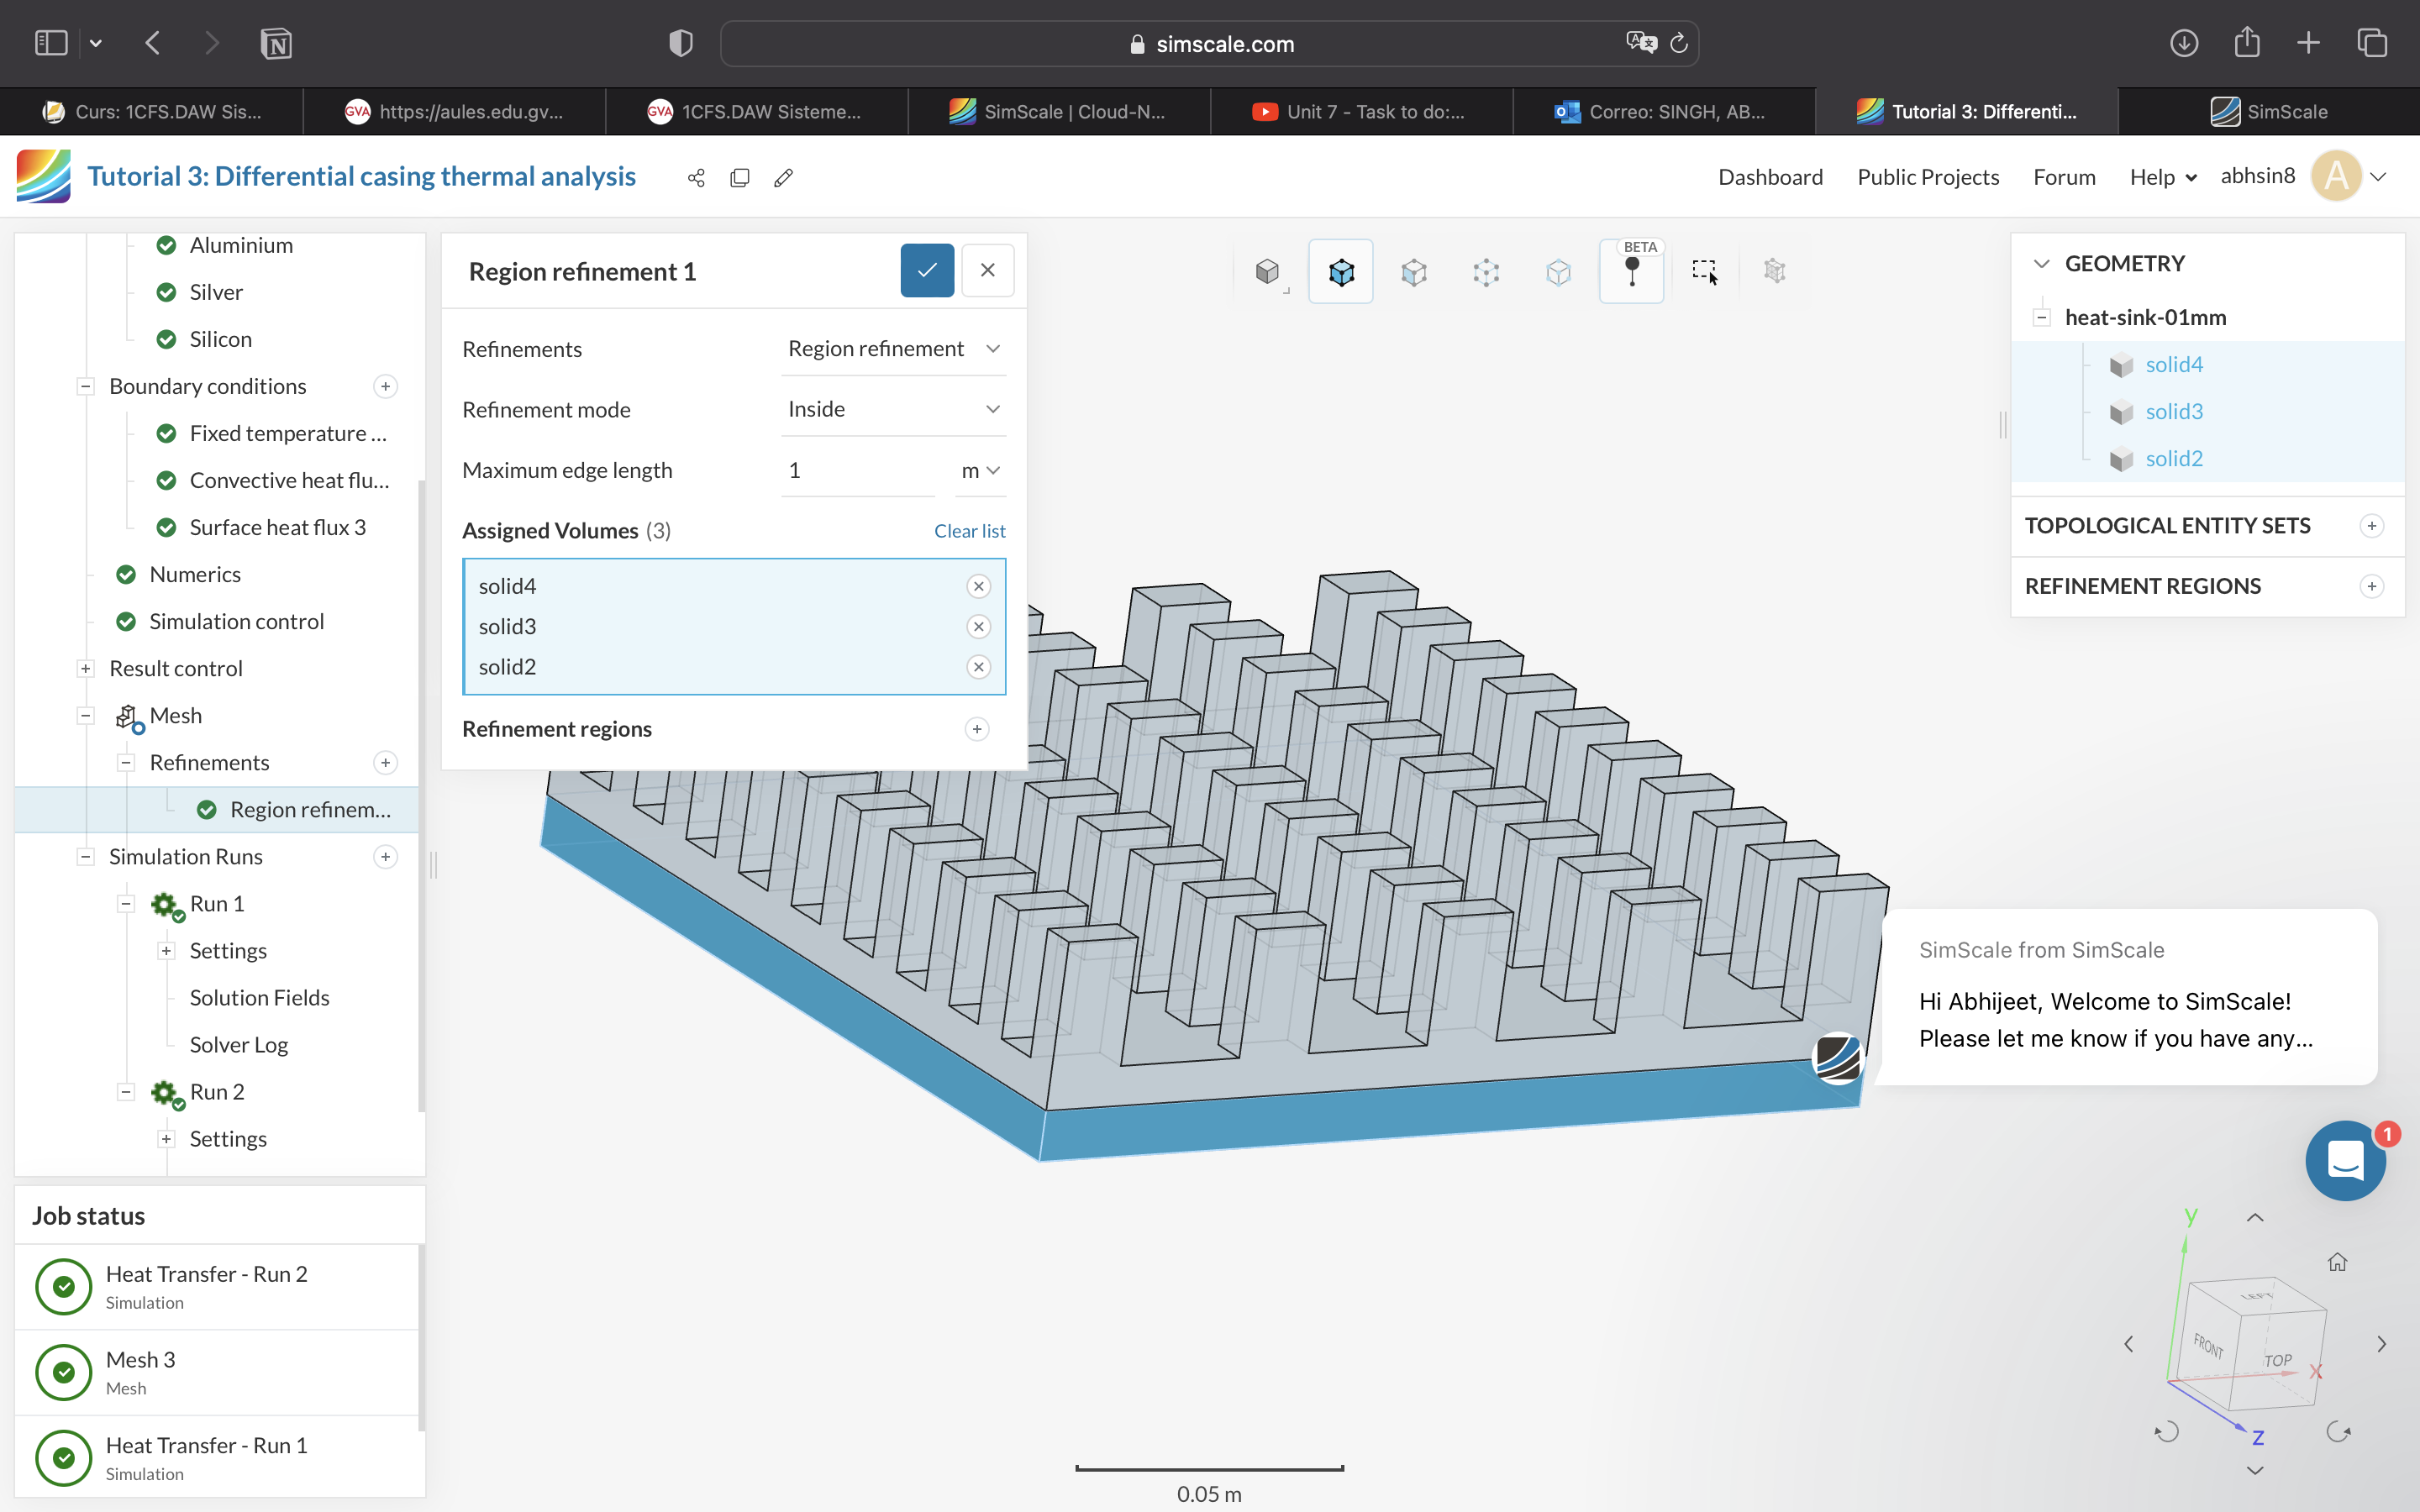 simscale.com
Curs: 1CFS.DAW Sis...
GVA https://aules.edu.gv...
GVA 1CFS.DAW Sisteme...
SimScale | Cloud-N...
Unit 7 - Task to do:...
Correo: SINGH, AB...
Tutorial 3: Differenti...
SimScale
Tutorial 3: Differential casing thermal analysis
Dashboard
Public Projects
Forum
Help
abhsin8
A
Aluminium
Silver
Silicon
Boundary conditions
Fixed temperature ...
Convective heat flu...
Surface heat flux 3
Numerics
Simulation control
Result control
Mesh
Refinements
Region refinem...
Simulation Runs
Run 1
Settings
Solution Fields
Solver Log
Run 2
Settings
Job status
Heat Transfer - Run 2
Simulation
Mesh 3
Mesh
Heat Transfer - Run 1
Simulation
Region refinement 1
Refinements Region refinement
Refinement mode Inside
Maximum edge length 1 m
Assigned Volumes (3) Clear list
solid4
solid3
solid2
Refinement regions
BETA
GEOMETRY
heat-sink-01mm
solid4
solid3
solid2
TOPOLOGICAL ENTITY SETS
REFINEMENT REGIONS
SimScale from SimScale
Hi Abhijeet, Welcome to SimScale!
Please let me know if you have any...
1
y
LEFT
FRONT
TOP
X
Z
0.05 m